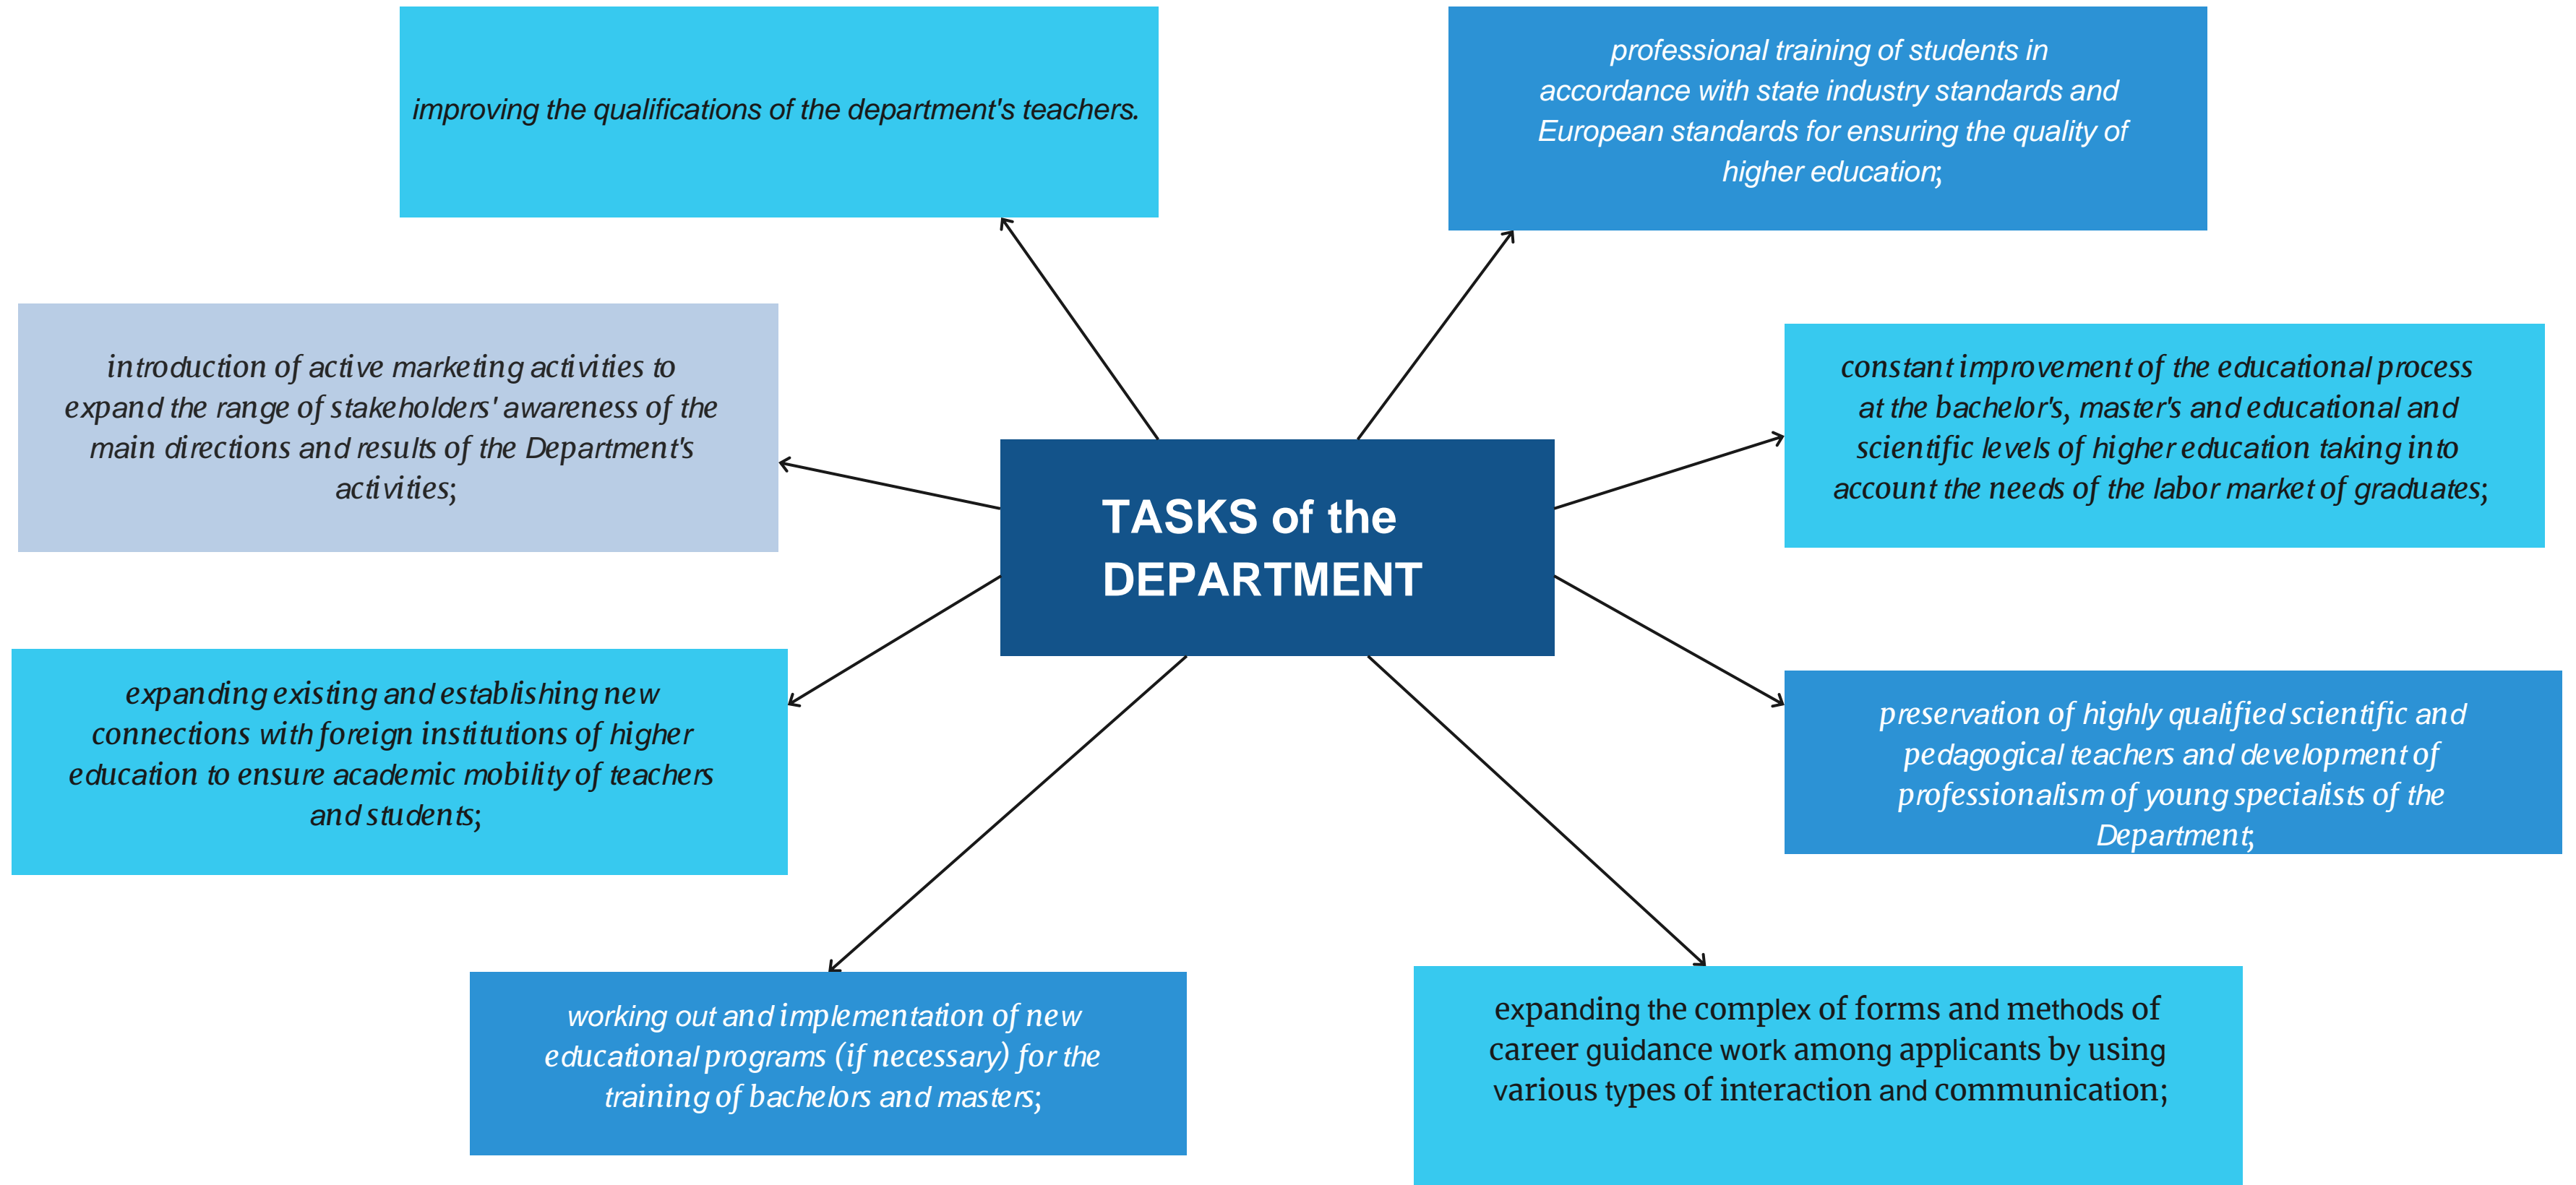 improving the qualifications of the department's teachers.
professional training of students in
accordance with state industry standards and
European standards for ensuring the quality of
higher education;
introduction of active marketing activities to
expand the range of stakeholders' awareness of the
main directions and results of the Department's
activities;
constant improvement of the educational process
at the bachelor's, master's and educational and
scientific levels of higher education taking into
account the needs of the labor market of graduates;
TASKS of the
DEPARTMENT
expanding existing and establishing new
connections with foreign institutions of higher
education to ensure academic mobility of teachers
and students;
preservation of highly qualified scientific and
pedagogical teachers and development of
professionalism of young specialists of the
Department;
working out and implementation of new
educational programs (if necessary) for the
training of bachelors and masters;
expanding the complex of forms and methods of
career guidance work among applicants by using
various types of interaction and communication;